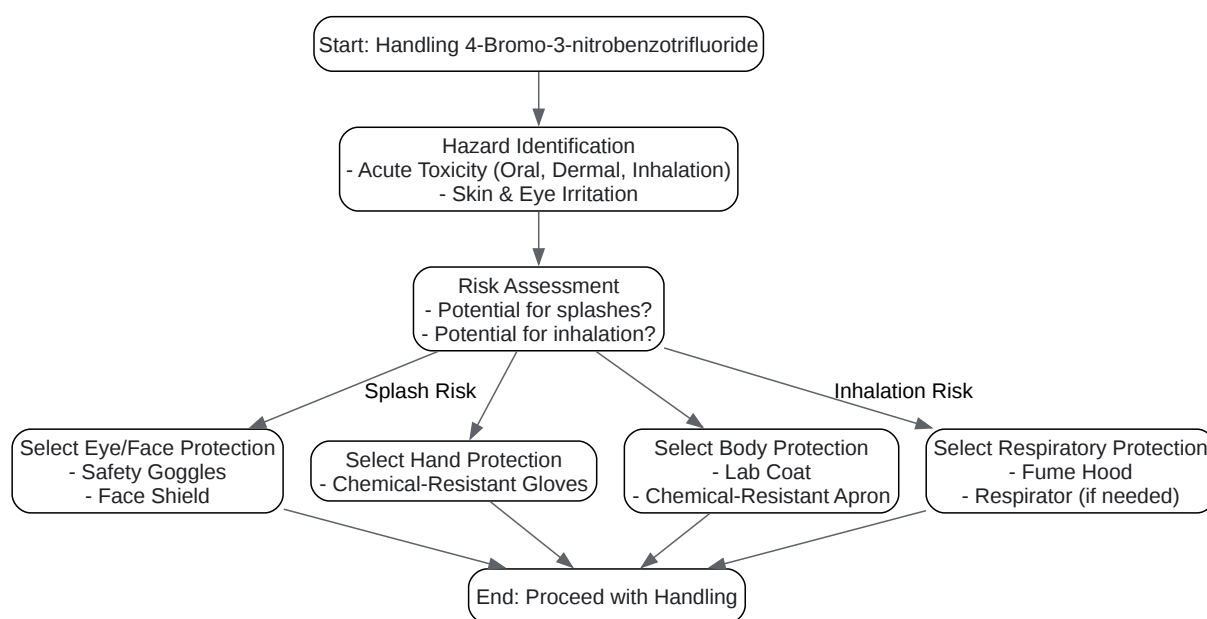 Start: Handling 4-Bromo-3-nitrobenzotrifluoride
Hazard Identification
- Acute Toxicity (Oral, Dermal, Inhalation)
- Skin & Eye Irritation
Risk Assessment
- Potential for splashes?
- Potential for inhalation?
Splash Risk
Inhalation Risk
Select Eye/Face Protection
- Safety Goggles
- Face Shield
Select Hand Protection
- Chemical-Resistant Gloves
Select Body Protection
- Lab Coat
- Chemical-Resistant Apron
Select Respiratory Protection
- Fume Hood
- Respirator (if needed)
End: Proceed with Handling